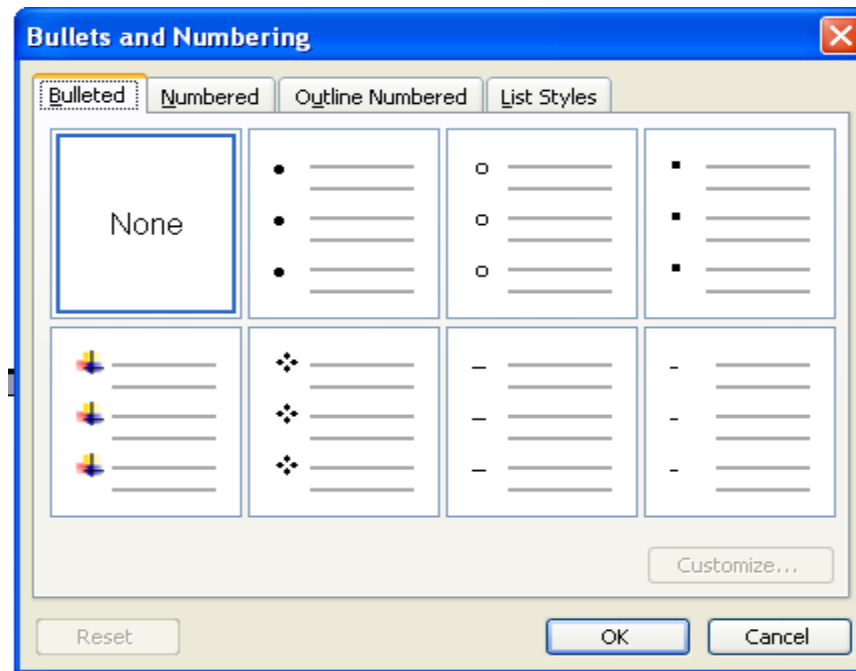 Bullets and Numbering
Bulleted Numbered Outline Numbered List Styles
None
Customize...
Reset OK Cancel